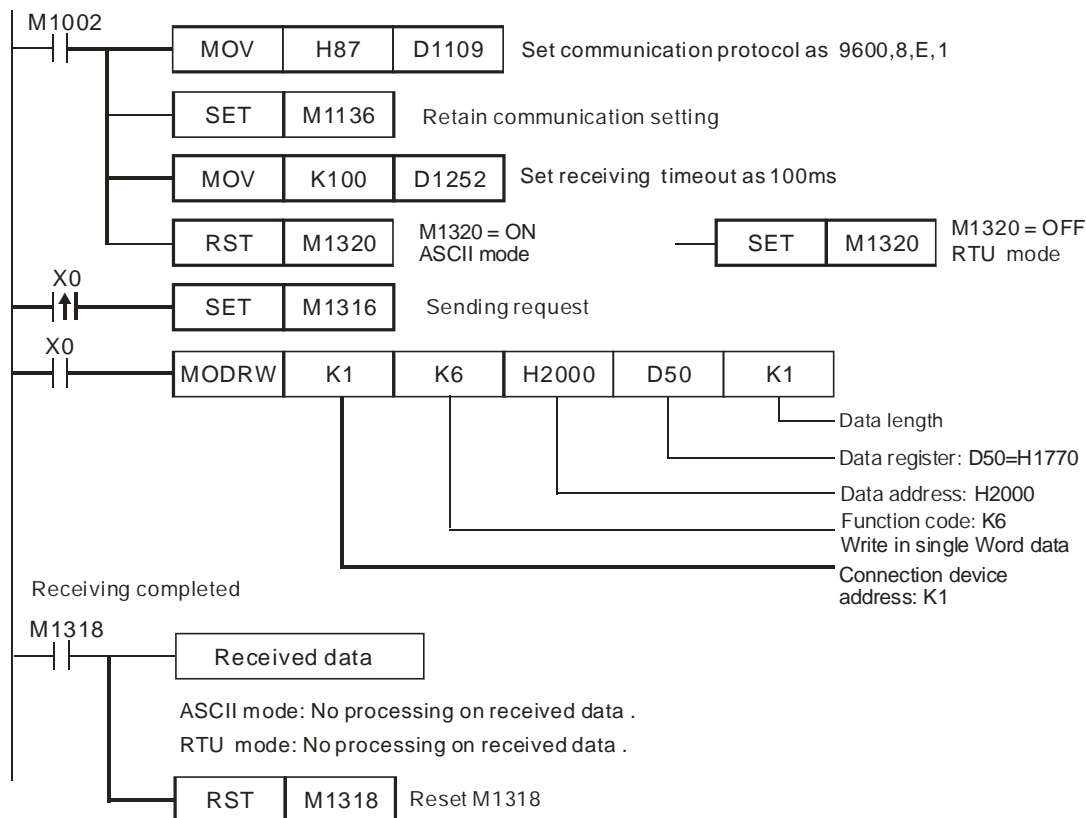 M1002
MOV H87 D1109 Set communication protocol as 9600,8,E,1
SET M1136 Retain communication setting
MOV K100 D1252 Set receiving timeout as 100ms
RST M1320 M1320 = ON
ASCII mode
SET M1320 M1320 = OFF
RTU mode
X0
SET M1316 Sending request
X0
MODRW K1 K6 H2000 D50 K1
Data length
Data register: D50=H1770
Data address: H2000
Function code: K6
Write in single Word data
Connection device
address: K1
Receiving completed
M1318
Received data
ASCII mode: No processing on received data .
RTU mode: No processing on received data .
RST M1318 Reset M1318